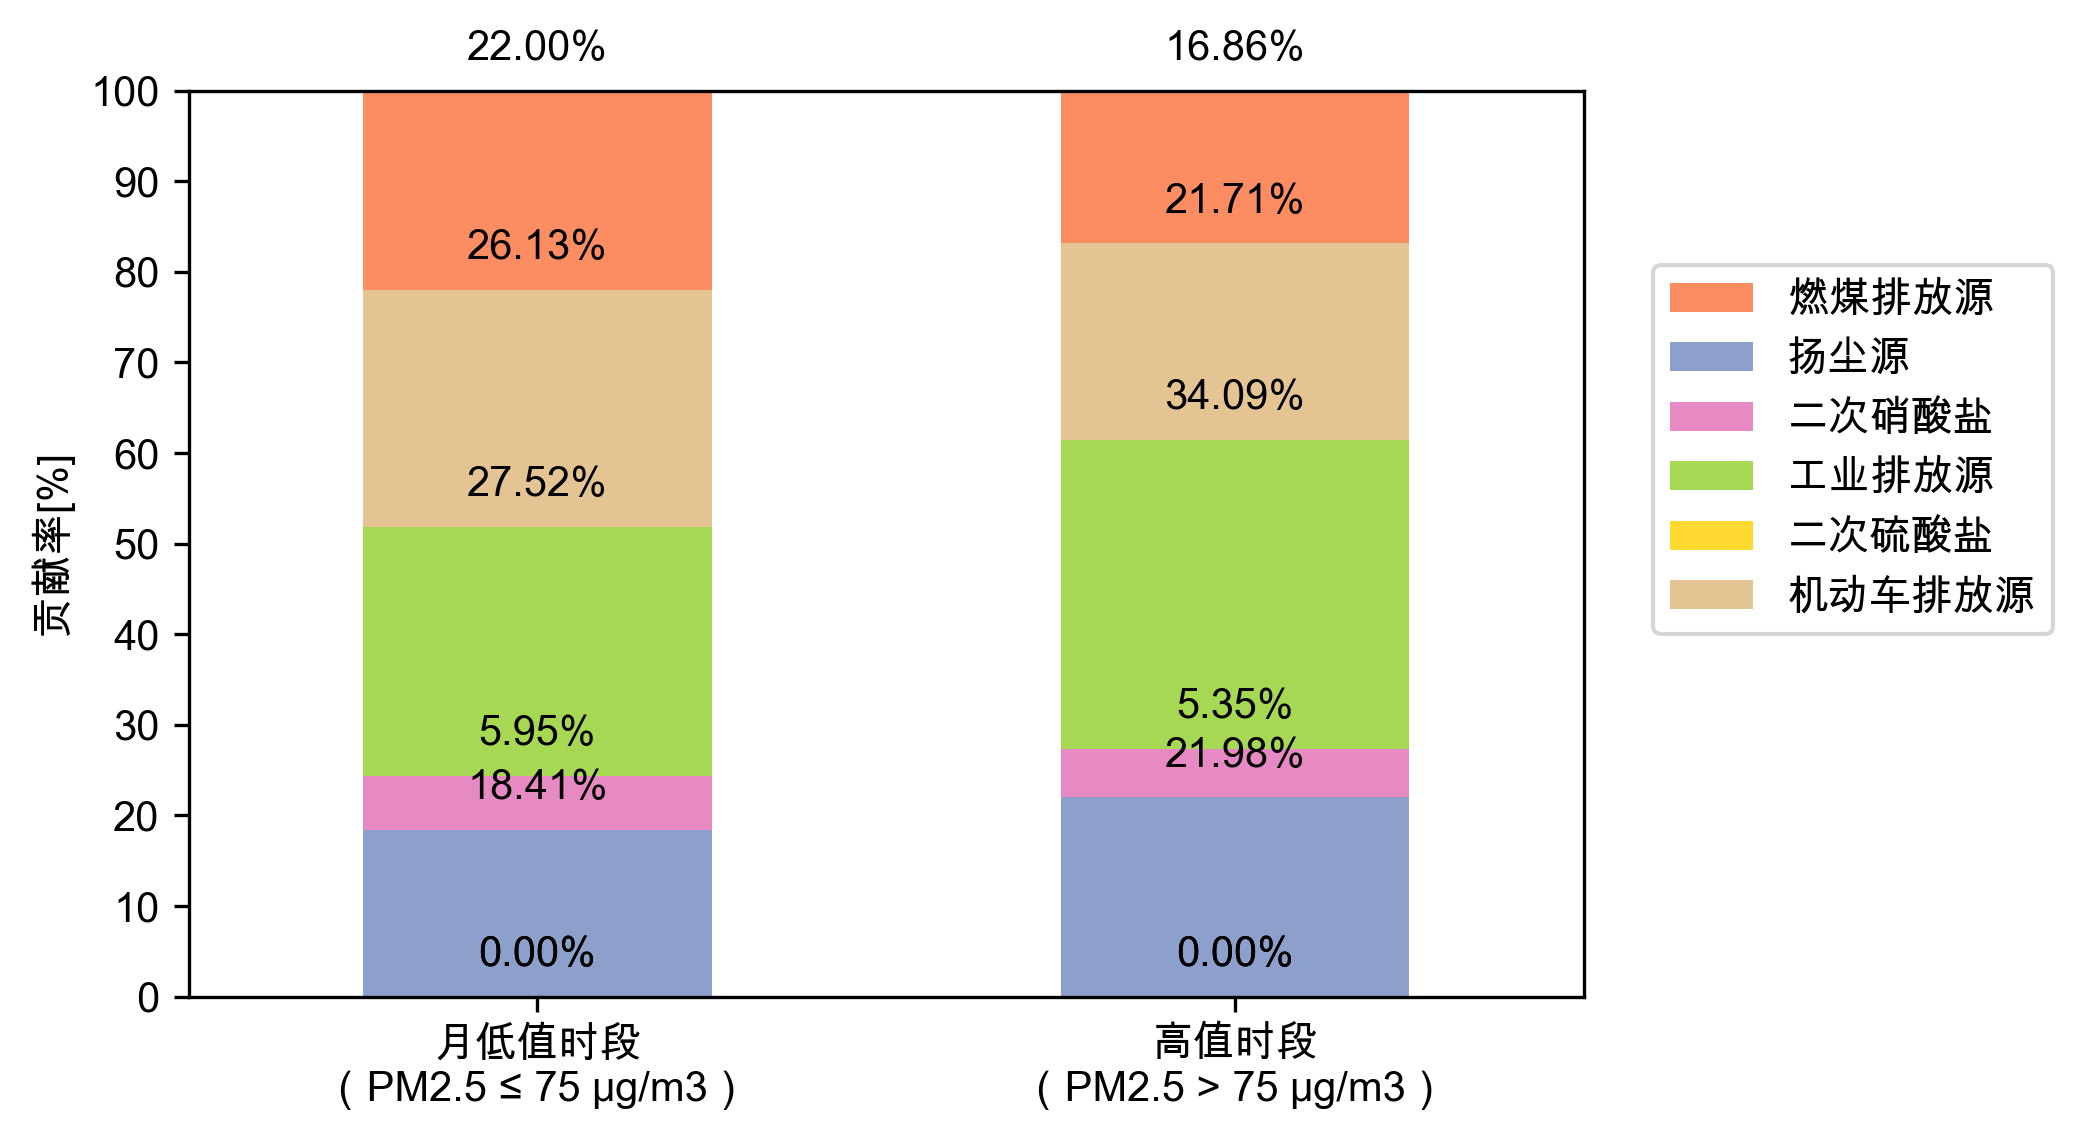 22.00%
16.86%
100
90
80
70
60
50
40
30
20
10
0
贡献率[%]
26.13%
27.52%
5.95%
18.41%
0.00%
21.71%
34.09%
5.35%
21.98%
0.00%
月低值时段
( PM2.5 ≤ 75 μg/m3 )
高值时段
( PM2.5 > 75 μg/m3 )
燃煤排放源
扬尘源
二次硝酸盐
工业排放源
二次硫酸盐
机动车排放源